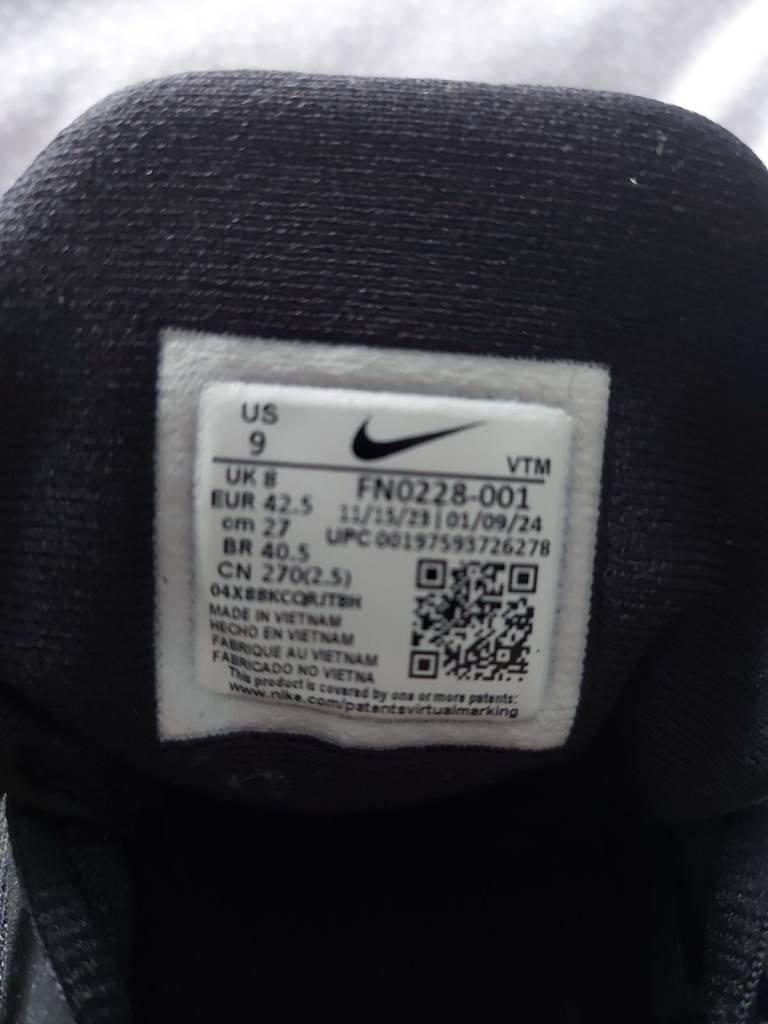 US
9
VTM
UK 8
EUR 42.5
cm 27
BR 40.5
CN 270(2.5)
FN0228-001
11/15/23 | 01/09/24
UPC 00197593726278
04X88KCQRJT8H
MADE IN VIETNAM
HECHO EN VIETNAM
FABRIQUE AU VIETNAM
FABRICADO NO VIETNA
This product is covered by one or more patents:
www.nike.com/patentsvirtualmarking